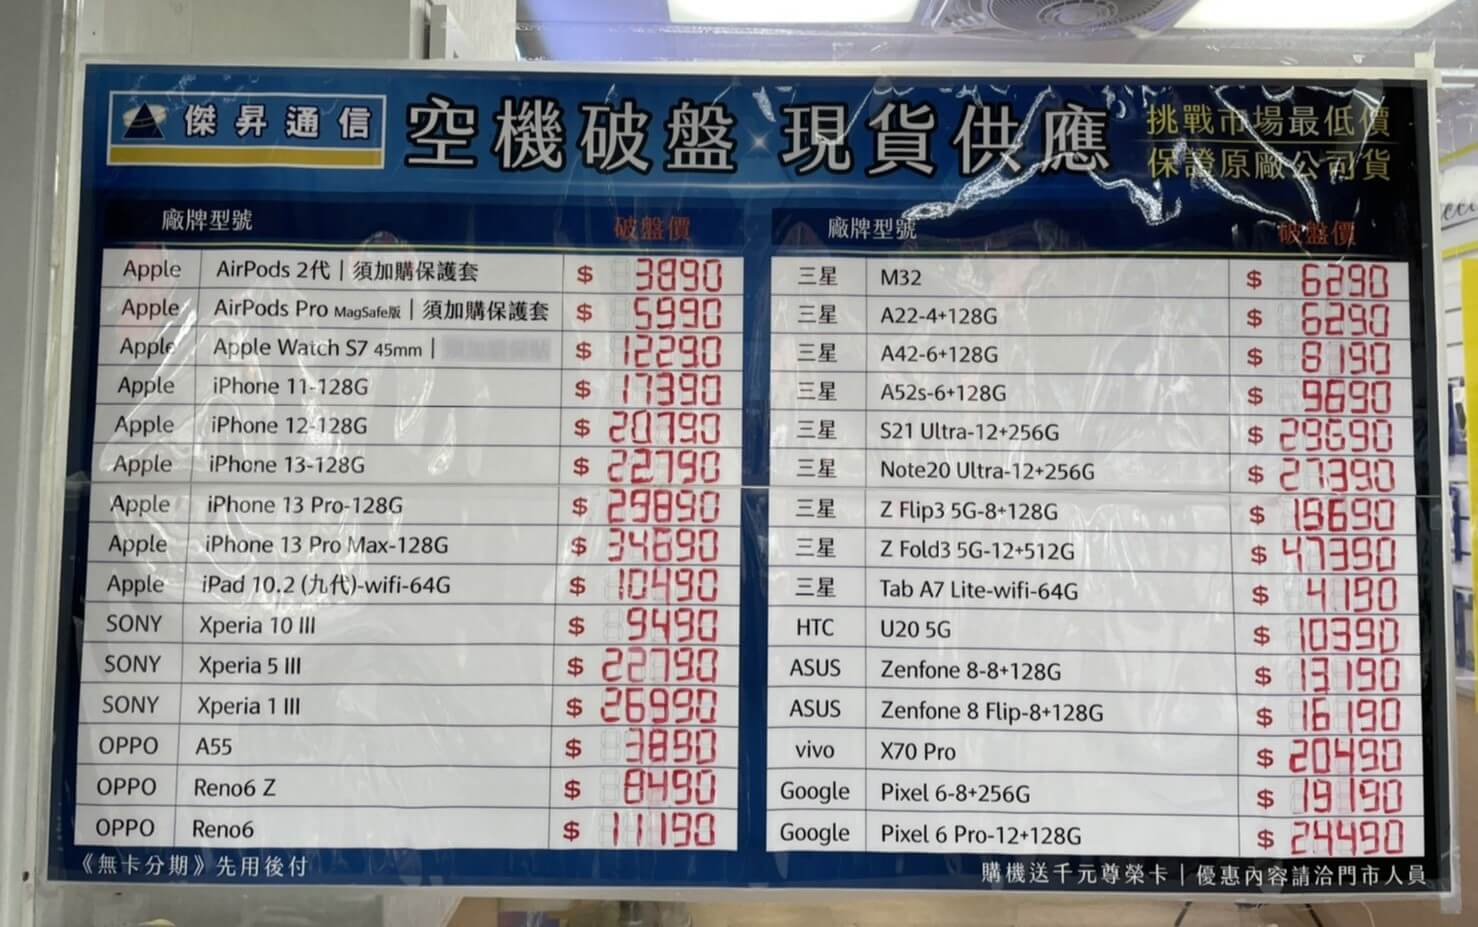 傑昇通信 空機破盤 現貨供應 挑戰市場最低價
保證原廠公司貨
廠牌型號 破盤價
Apple AirPods 2代 | 須加購保護套 $ 3890
Apple AirPods Pro MagSafe版 | 須加購保護套 $ 5990
Apple Apple Watch S7 45mm | $ 12290
Apple iPhone 11-128G $ 17390
Apple iPhone 12-128G $ 20790
Apple iPhone 13-128G $ 22790
Apple iPhone 13 Pro-128G $ 29890
Apple iPhone 13 Pro Max-128G $ 34690
Apple iPad 10.2 (九代)-wifi-64G $ 10490
SONY Xperia 10 III $ 9490
SONY Xperia 5 III $ 22790
SONY Xperia 1 III $ 26990
OPPO A55 $ 3890
OPPO Reno6 Z $ 8490
OPPO Reno6 $ 11190
《無卡分期》先用後付
廠牌型號 破盤價
三星 M32 $ 6290
三星 A22-4+128G $ 6290
三星 A42-6+128G $ 8190
三星 A52s-6+128G $ 9690
三星 S21 Ultra-12+256G $ 29690
三星 Note20 Ultra-12+256G $ 27390
三星 Z Flip3 5G-8+128G $ 19690
三星 Z Fold3 5G-12+512G $ 47390
三星 Tab A7 Lite-wifi-64G $ 4190
HTC U20 5G $ 10390
ASUS Zenfone 8-8+128G $ 13190
ASUS Zenfone 8 Flip-8+128G $ 16190
vivo X70 Pro $ 20490
Google Pixel 6-8+256G $ 19190
Google Pixel 6 Pro-12+128G $ 24490
購機送千元尊榮卡 | 優惠內容請洽門市人員